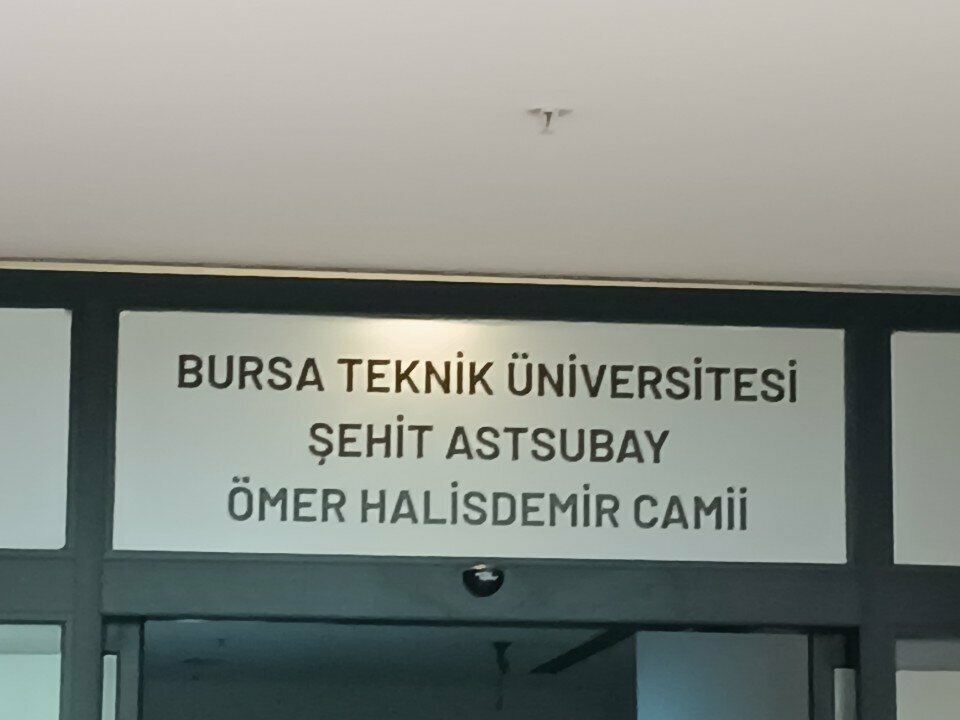 BURSA TEKNİK ÜNİVERSİTESİ
ŞEHİT ASTSUBAY
ÖMER HALİSDEMİR CAMİİ